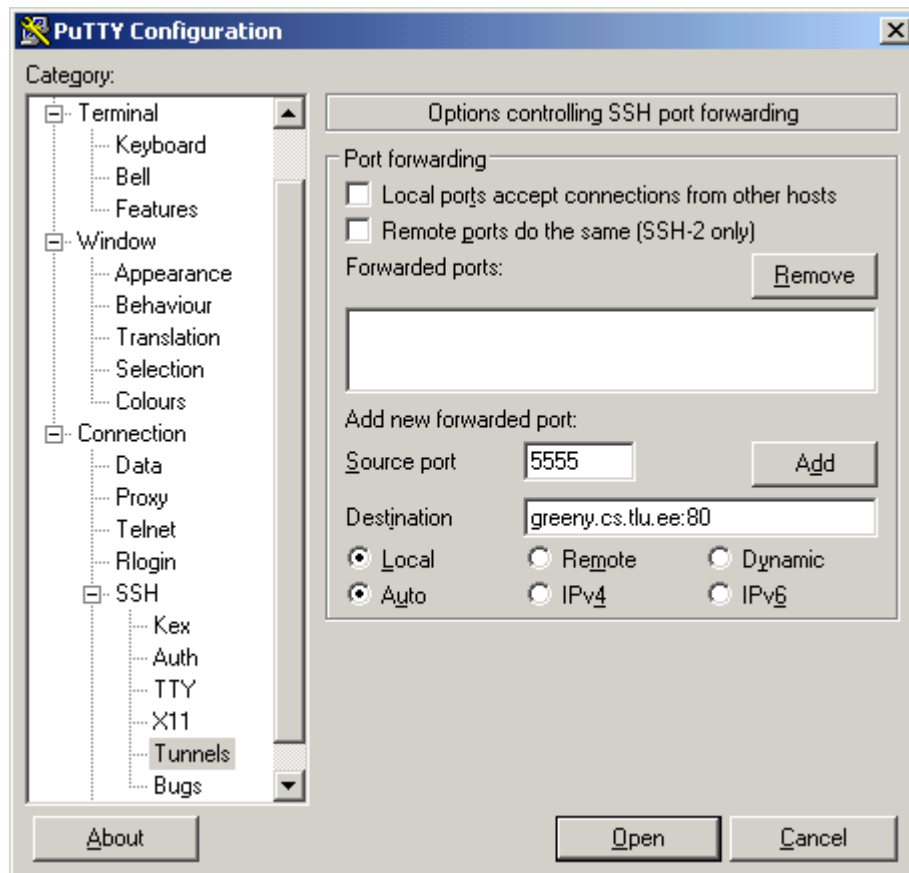 PuTTY Configuration
Category:
Terminal
Keyboard
Bell
Features
Window
Appearance
Behaviour
Translation
Selection
Colours
Connection
Data
Proxy
Telnet
Rlogin
SSH
Kex
Auth
TTY
X11
Tunnels
Bugs
Options controlling SSH port forwarding
Port forwarding
Local ports accept connections from other hosts
Remote ports do the same (SSH-2 only)
Forwarded ports:
Remove
Add new forwarded port:
Source port 5555 Add
Destination greeny.cs.tlu.ee:80
Local Remote Dynamic
Auto IPv4 IPv6
About Open Cancel